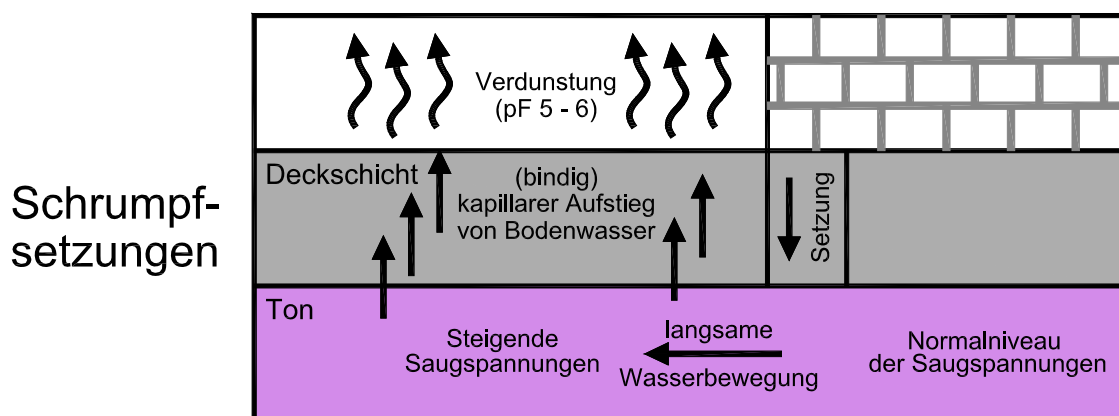 Schrumpf-
setzungen
Verdunstung
(pF 5 - 6)
Deckschicht
(bindig)
kapillarer Aufstieg
von Bodenwasser
Setzung
Ton
Steigende
Saugspannungen
langsame
Wasserbewegung
Normalniveau
der Saugspannungen